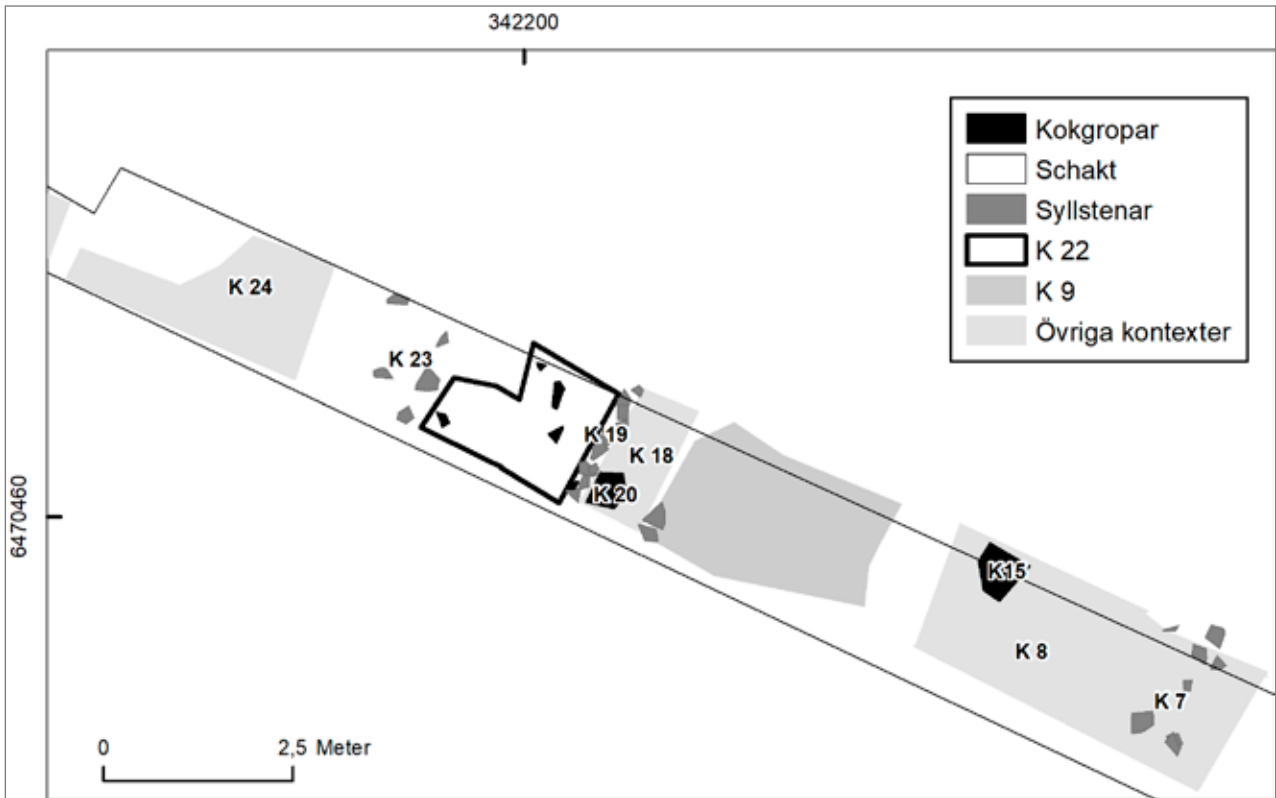 342200
Kokgropar
Schakt
Syllstenar
K 22
K 9
Övriga kontexter
K 24
K 23
K 19
K 18
K 20
6470460
K15
K 8
K 7
0 2,5 Meter